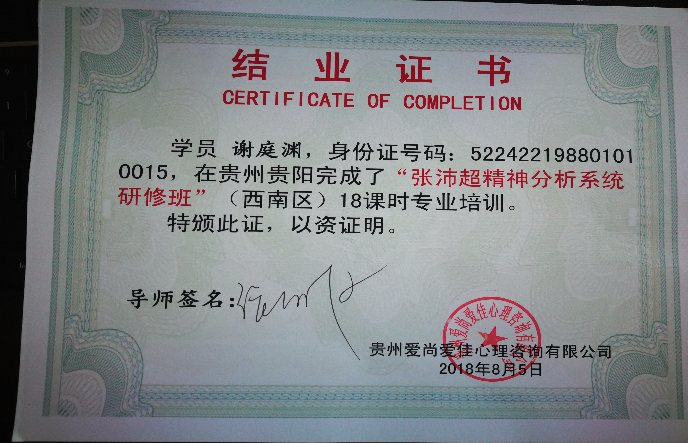 结业证书
CERTIFICATE OF COMPLETION
学员 谢庭渊，身份证号码：52242219880101
0015，在贵州贵阳完成了“张沛超精神分析系统
研修班”（西南区）18课时专业培训。
特颁此证，以资证明。
导师签名：
贵州爱尚爱佳心理咨询有限公司
2018年8月5日